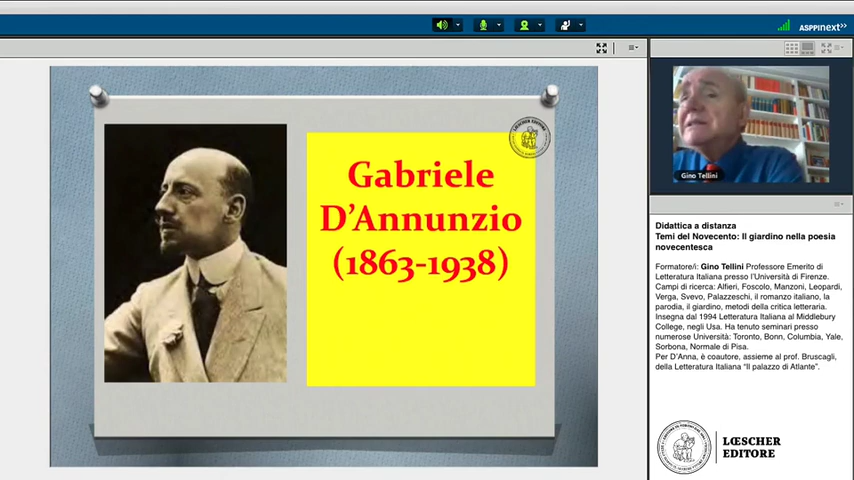 ASPPInext>>
LŒSCHER EDITORE
Gabriele
D'Annunzio
(1863-1938)
Gino Tellini
Didattica a distanza
Temi del Novecento: Il giardino nella poesia
novecentesca
Formatore/i: Gino Tellini Professore Emerito di
Letteratura Italiana presso l'Università di Firenze.
Campi di ricerca: Alfieri, Foscolo, Manzoni, Leopardi,
Verga, Svevo, Palazzeschi, il romanzo italiano, la
parodia, il giardino, metodi della critica letteraria.
Insegna dal 1994 Letteratura Italiana al Middlebury
College, negli Usa. Ha tenuto seminari presso
numerose Università: Toronto, Bonn, Columbia, Yale,
Sorbona, Normale di Pisa.
Per D'Anna, è coautore, assieme al prof. Bruscagli,
della Letteratura Italiana "Il palazzo di Atlante".
LŒSCHER
EDITORE